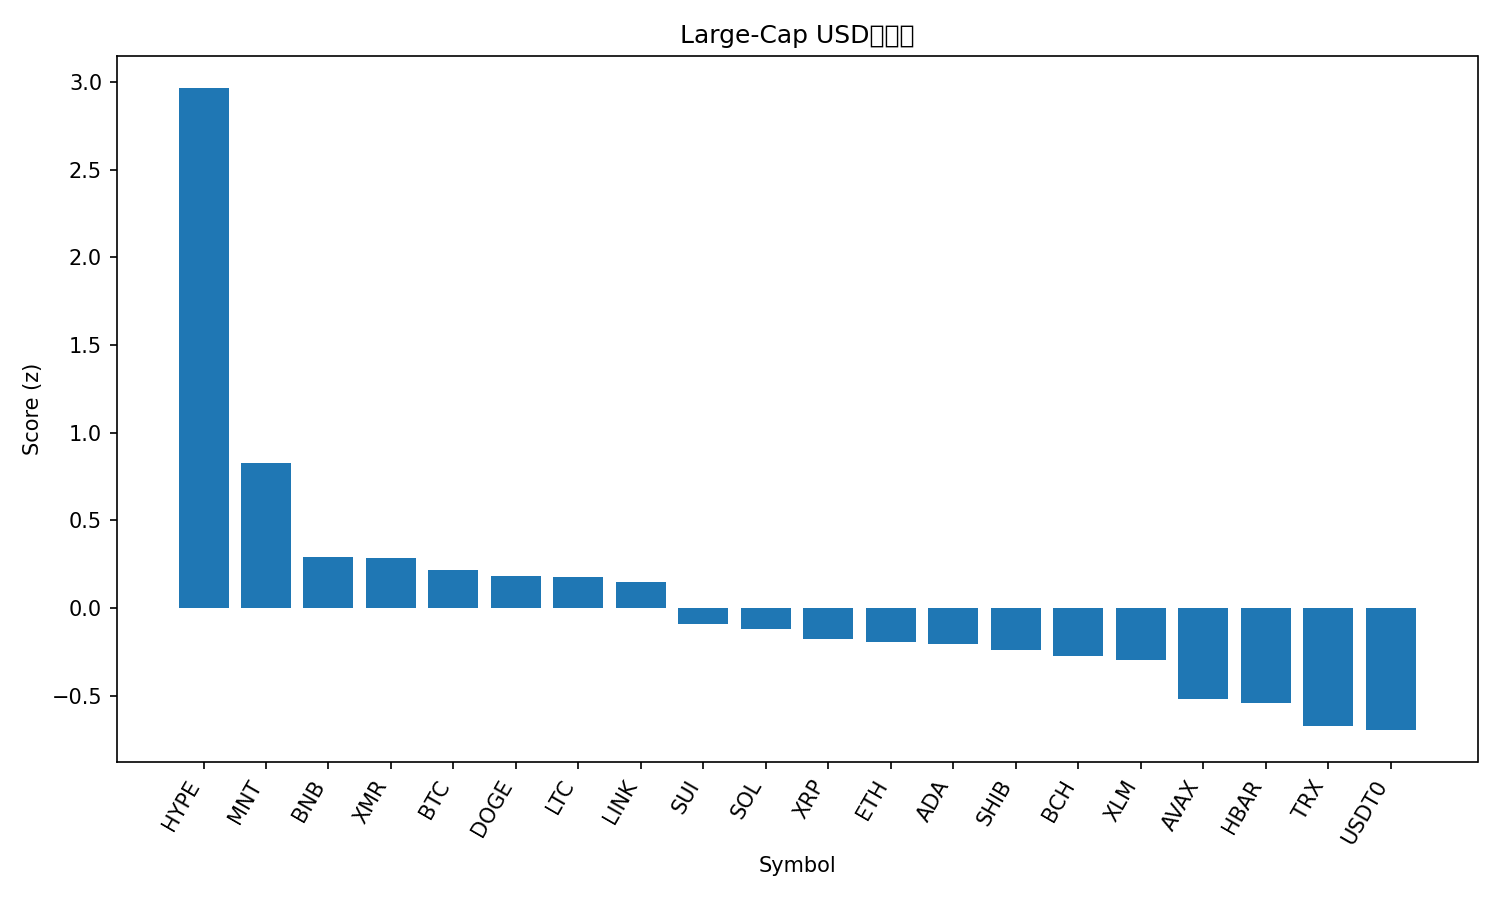 Large-Cap USD
Score (z)
3.0
2.5
2.0
1.5
1.0
0.5
0.0
−0.5
HYPE
MNT
BNB
XMR
BTC
DOGE
LTC
LINK
SUI
SOL
XRP
ETH
ADA
SHIB
BCH
XLM
AVAX
HBAR
TRX
USDT0
Symbol